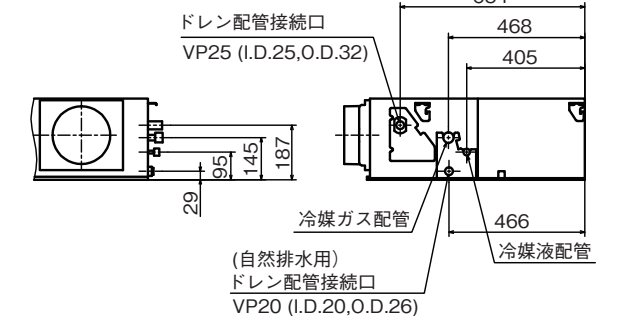 ドレン配管接続口
VP25 (I.D.25,O.D.32)
468
405
29
95
145
187
冷媒ガス配管
466
冷媒液配管
(自然排水用)
ドレン配管接続口
VP20 (I.D.20,O.D.26)